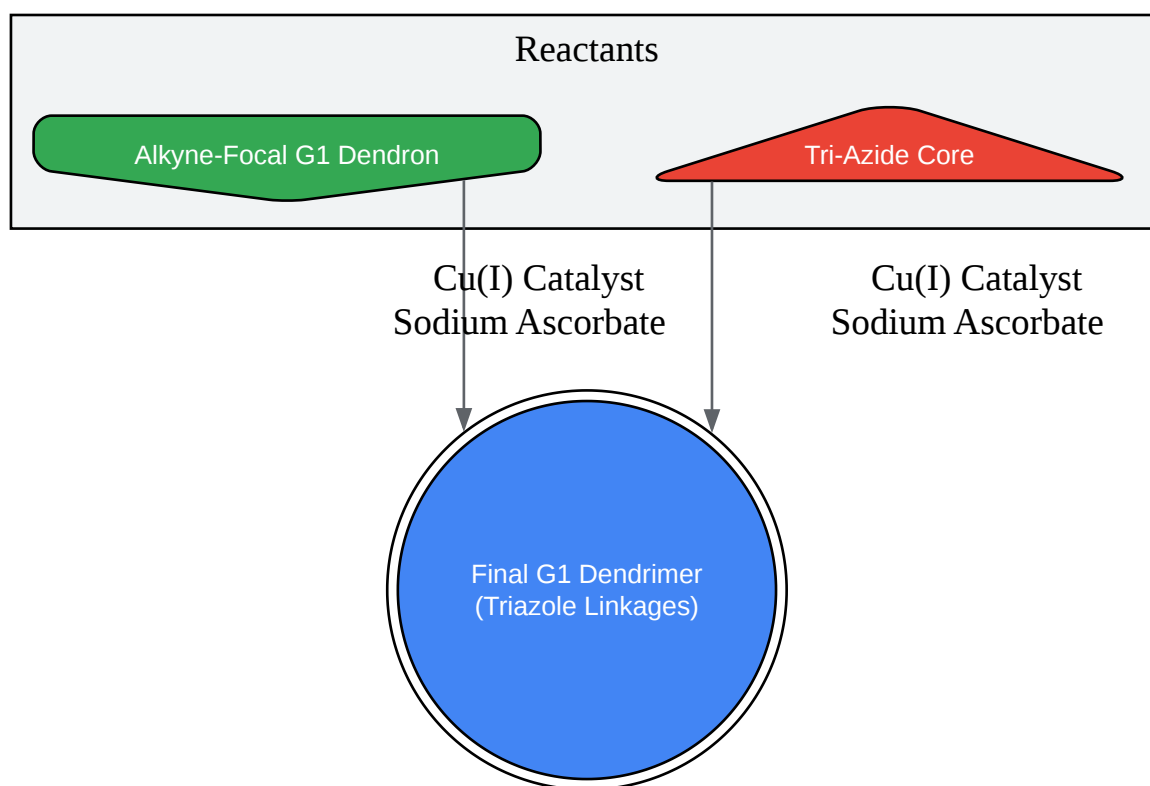 Reactants
Alkyne-Focal G1 Dendron
Tri-Azide Core
Cu(I) Catalyst
Sodium Ascorbate
Cu(I) Catalyst
Sodium Ascorbate
Final G1 Dendrimer
(Triazole Linkages)